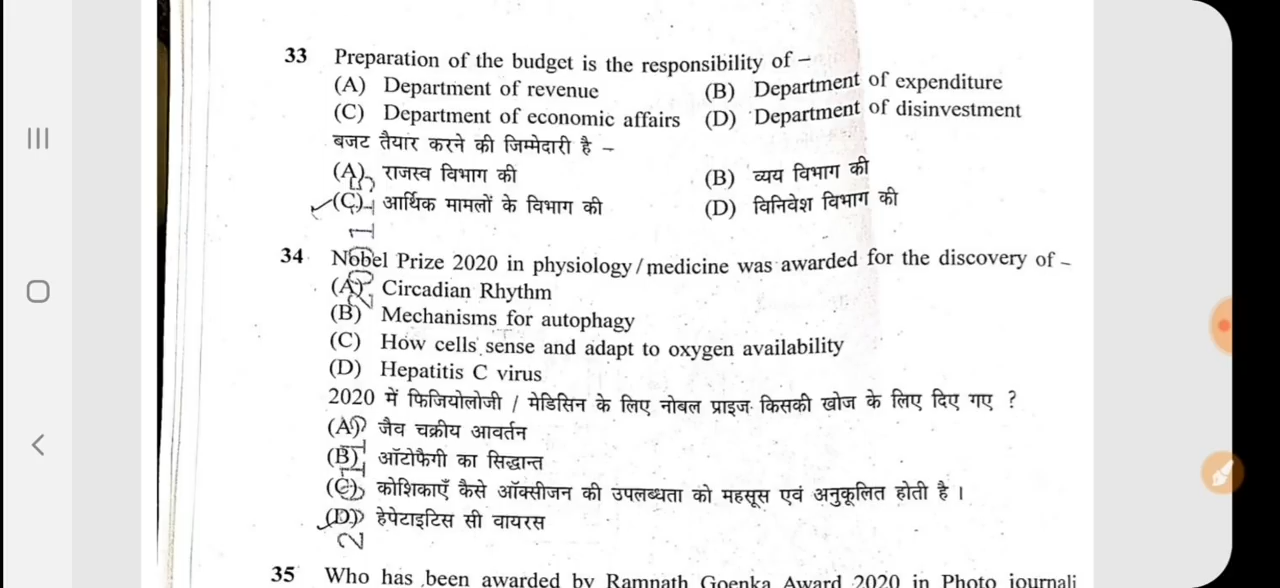 33 Preparation of the budget is the responsibility of –
(A) Department of revenue (B) Department of expenditure
(C) Department of economic affairs (D) Department of disinvestment
बजट तैयार करने की जिम्मेदारी है –
(A) राजस्व विभाग की (B) व्यय विभाग की
(C) आर्थिक मामलों के विभाग की (D) विनिवेश विभाग की
34 Nobel Prize 2020 in physiology/medicine was awarded for the discovery of –
(A) Circadian Rhythm
(B) Mechanisms for autophagy
(C) How cells sense and adapt to oxygen availability
(D) Hepatitis C virus
2020 में फिजियोलोजी / मेडिसिन के लिए नोबल प्राइज किसकी खोज के लिए दिए गए ?
(A) जैव चक्रीय आवर्तन
(B) ऑटोफैगी का सिद्धान्त
(C) कोशिकाएँ कैसे ऑक्सीजन की उपलब्धता को महसूस एवं अनुकूलित होती है ।
(D) हेपेटाइटिस सी वायरस
35 Who has been awarded by Ramnath Goenka Award 2020 in Photo journali